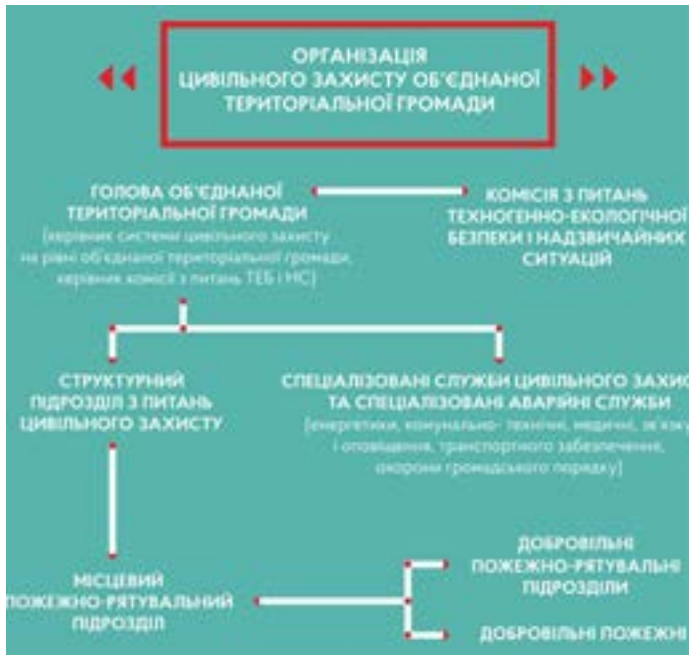 ОРГАНІЗАЦІЯ
ЦИВІЛЬНОГО ЗАХИСТУ ОБ'ЄДНАНОЇ
ТЕРИТОРІАЛЬНОЇ ГРОМАДИ
ГОЛОВА ОБ'ЄДНАНОЇ
ТЕРИТОРІАЛЬНОЇ ГРОМАДИ
(керівник системи цивільного захисту
на рівні об'єднаної територіальної громади,
керівник комісії з питань ТЕБ і НС)
КОМІСІЯ З ПИТАНЬ
ТЕХНОГЕННО-ЕКОЛОГІЧНОЇ
БЕЗПЕКИ І НАДЗВИЧАЙНИХ
СИТУАЦІЙ
СТРУКТУРНИЙ
ПІДРОЗДІЛ З ПИТАНЬ
ЦИВІЛЬНОГО ЗАХИСТУ
СПЕЦІАЛІЗОВАНІ СЛУЖБИ ЦИВІЛЬНОГО ЗАХИС
ТА СПЕЦІАЛІЗОВАНІ АВАРІЙНІ СЛУЖБИ
(енергетики, комунально- технічні, медичні, зв'язку
і оповіщення, транспортного забезпечення,
охорони громадського порядку)
МІСЦЕВИЙ
ПОЖЕЖНО-РЯТУВАЛЬНИЙ
ПІДРОЗДІЛ
ДОБРОВІЛЬНІ
ПОЖЕЖНО-РЯТУВАЛЬНІ
ПІДРОЗДІЛИ
ДОБРОВІЛЬНІ ПОЖЕЖНІ